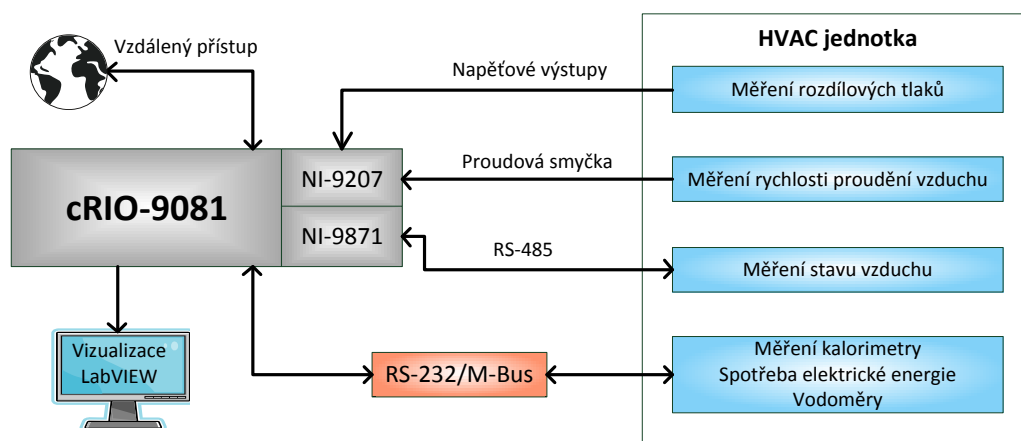 Vzdálený přístup
HVAC jednotka
Napěťové výstupy
Měření rozdílových tlaků
cRIO-9081
NI-9207
Proudová smyčka
Měření rychlosti proudění vzduchu
NI-9871
RS-485
Měření stavu vzduchu
Vizualizace
LabVIEW
RS-232/M-Bus
Měření kalorimetry
Spotřeba elektrické energie
Vodoměry